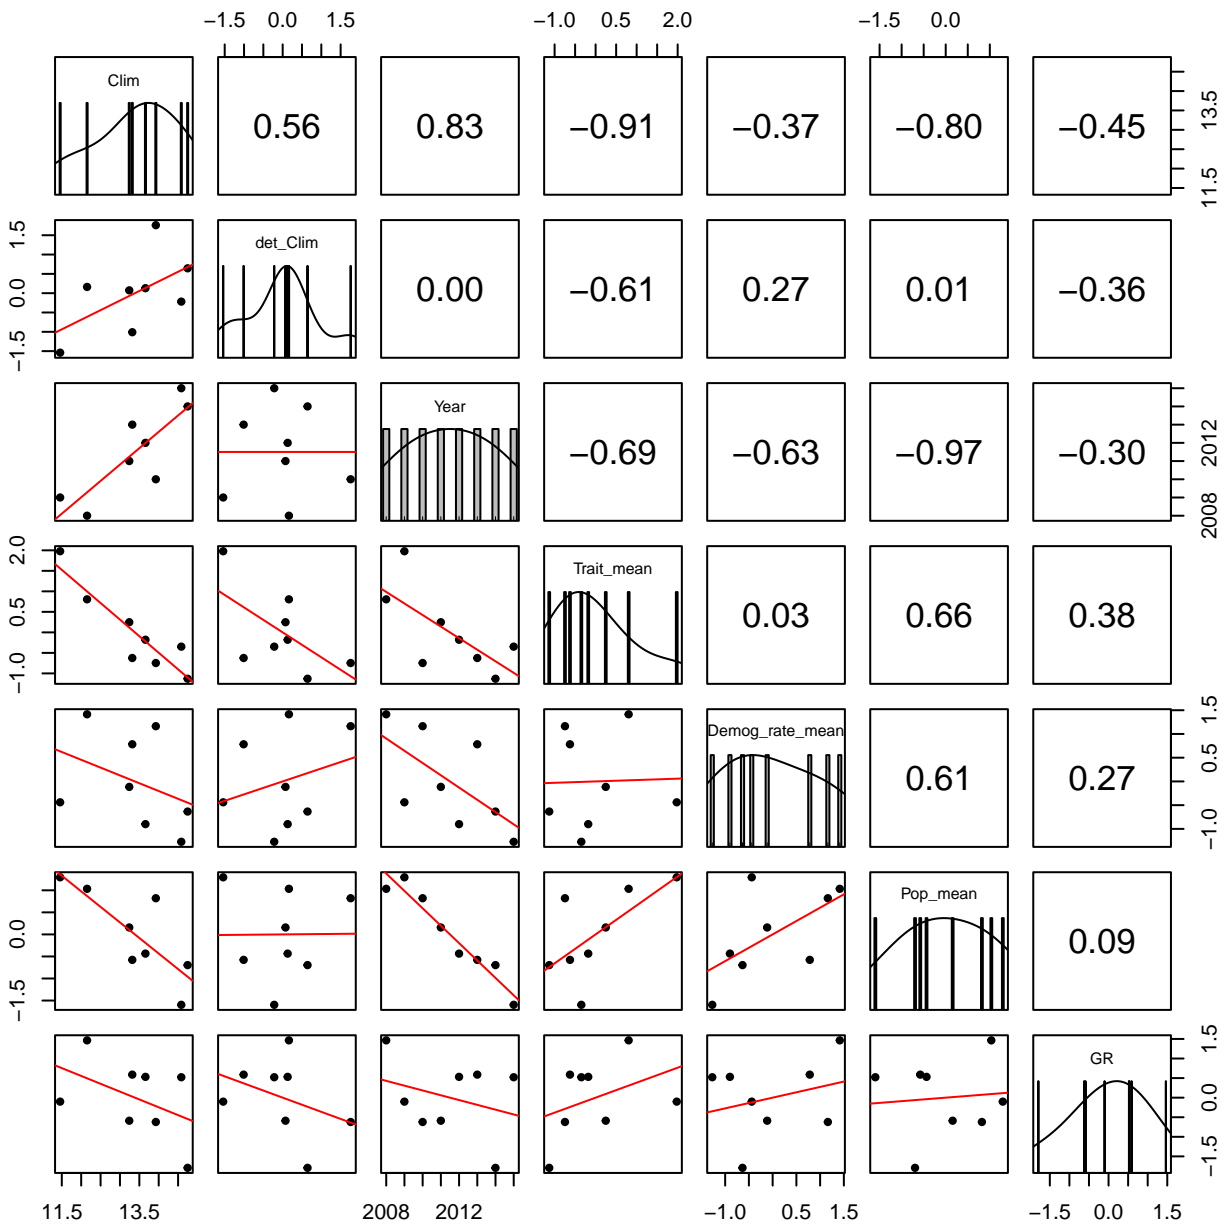 −1.5 0.0 1.5 −1.0 0.5 2.0 −1.5 0.0
Clim 0.56 0.83 −0.91 −0.37 −0.80 −0.45 11.5 13.5
−1.5 0.0 1.5 det_Clim 0.00 −0.61 0.27 0.01 −0.36
Year −0.69 −0.63 −0.97 −0.30 2008 2012
−1.0 0.5 2.0 Trait_mean 0.03 0.66 0.38
Demog_rate_mean 0.61 0.27 −1.0 0.5 1.5
−1.5 0.0 Pop_mean 0.09
GR −1.5 0.0 1.5
11.5 13.5 2008 2012 −1.0 0.5 1.5 −1.5 0.0 1.5